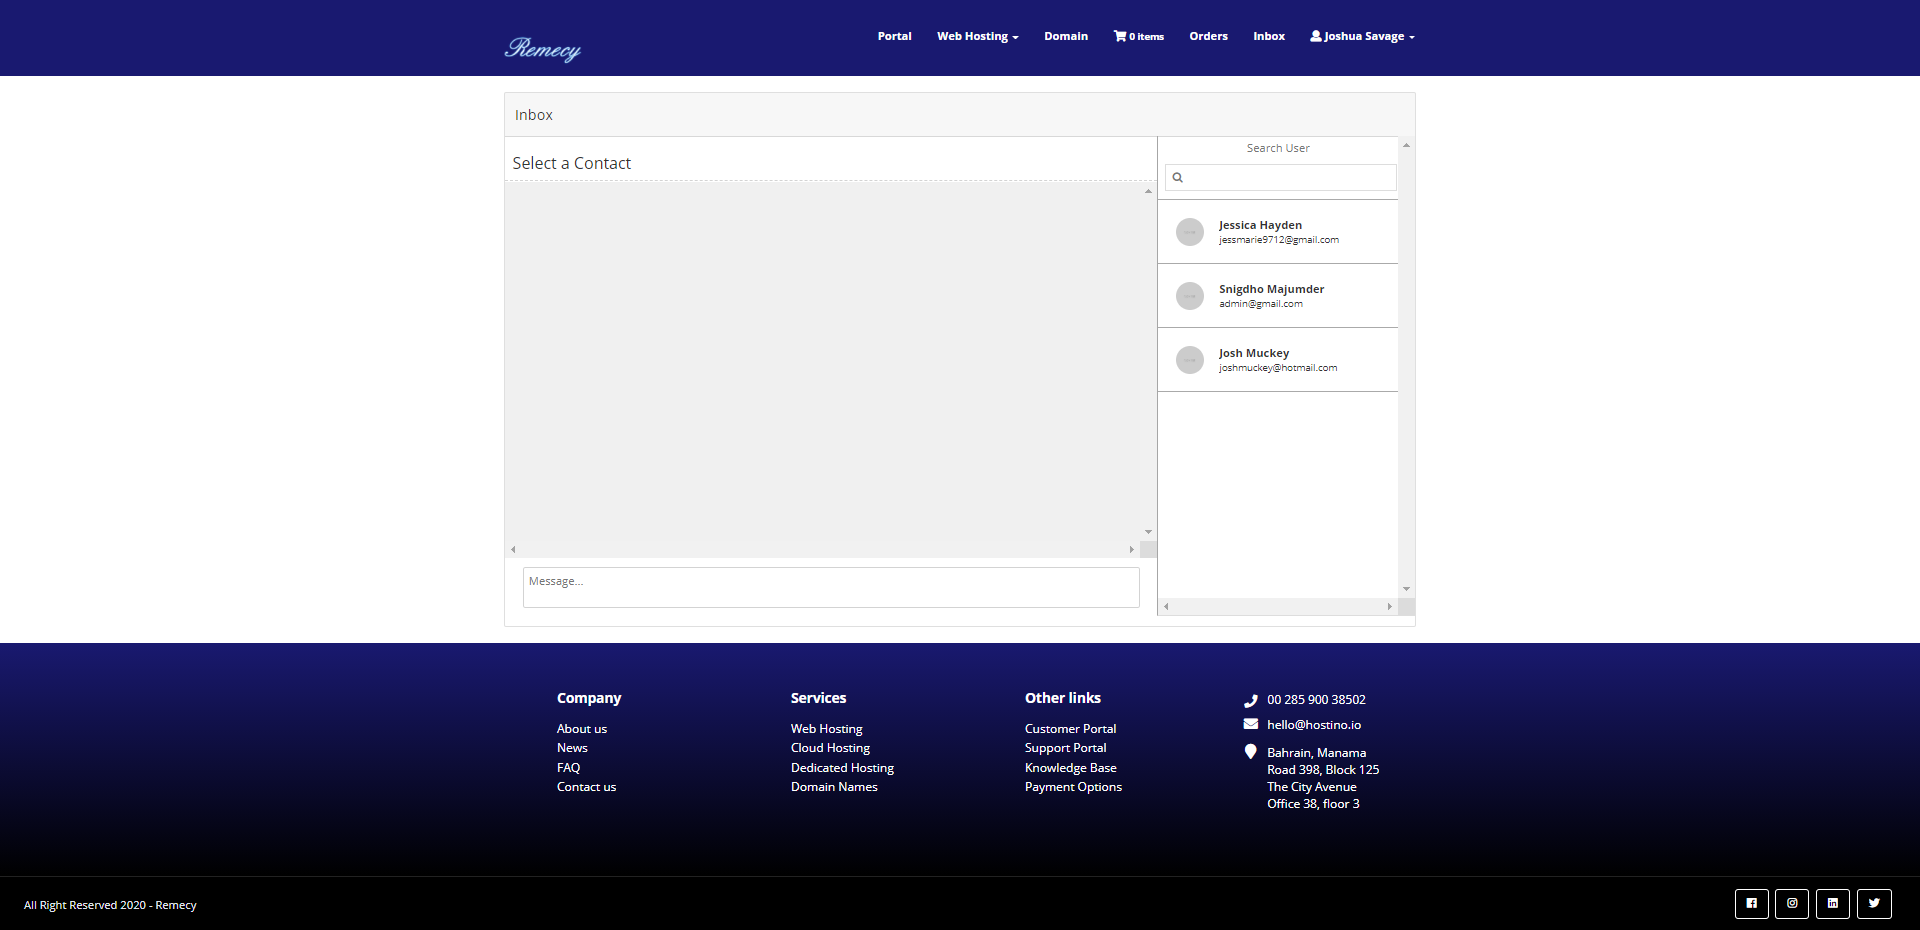 Remecy
Portal
Web Hosting
Domain
0 items
Orders
Inbox
Joshua Savage
Inbox
Select a Contact
Message...
Search User
Jessica Hayden
jessmarie9712@gmail.com
Snigdho Majumder
admin@gmail.com
Josh Muckey
joshmuckey@hotmail.com
Company
About us
News
FAQ
Contact us
Services
Web Hosting
Cloud Hosting
Dedicated Hosting
Domain Names
Other links
Customer Portal
Support Portal
Knowledge Base
Payment Options
00 285 900 38502
hello@hostino.io
Bahrain, Manama
Road 398, Block 125
The City Avenue
Office 38, floor 3
All Right Reserved 2020 - Remecy